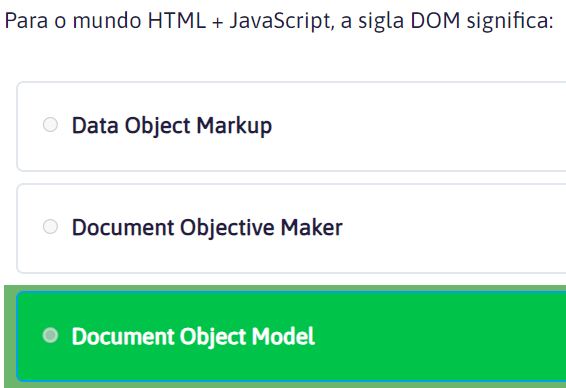 Para o mundo HTML + JavaScript, a sigla DOM significa:
Data Object Markup
Document Objective Maker
Document Object Model